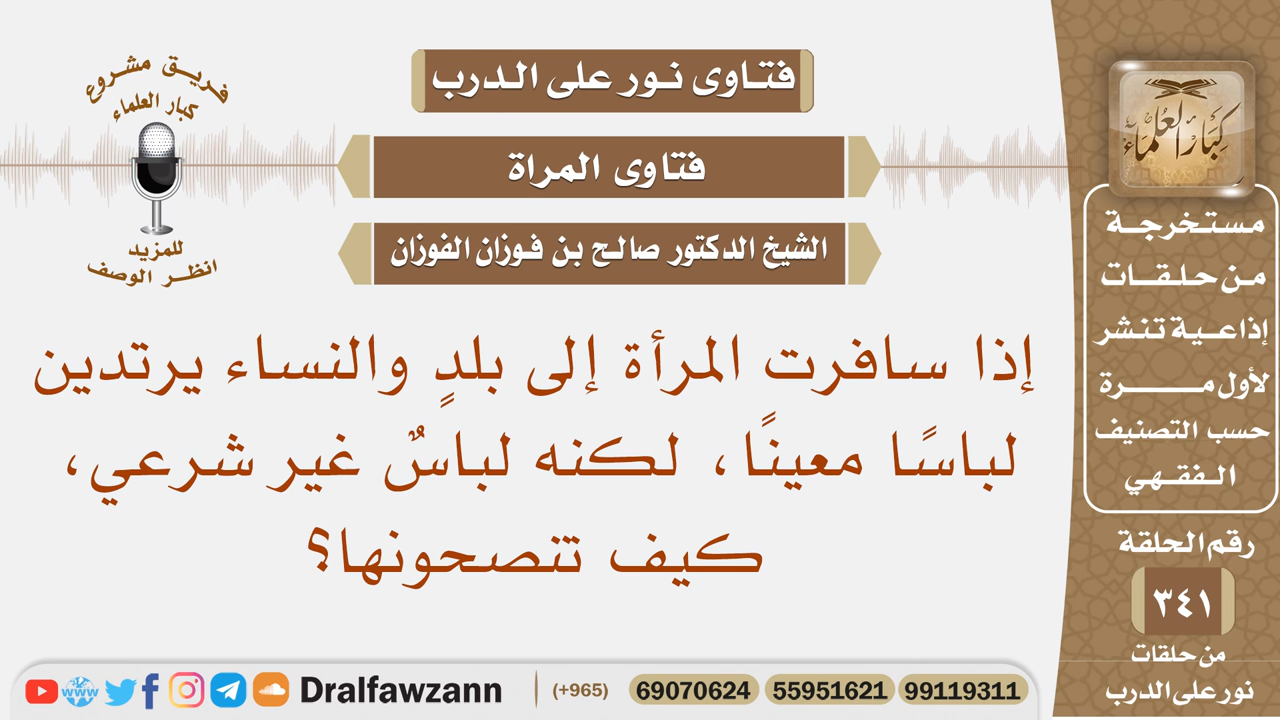 فتاوى نور على الدرب
فتاوى المراة
الشيخ الدكتور صالح بن فوزان الفوزان
إذا سافرت المرأة إلى بلدٍ والنساء يرتدين
لباسًا معينًا، لكنه لباسٌ غير شرعي،
كيف تنصحونها؟
فريق مشروع
كبار العلماء
للمزيد
انظر الوصف
كبار العلماء
مستخرجة
من حلقات
إذاعية تنشر
لأول مرة
حسب التصنيف
الفقهي
رقم الحلقة
٣٤١
من حلقات
نور على الدرب
www Dralfawzann (+965) 69070624 55951621 99119311